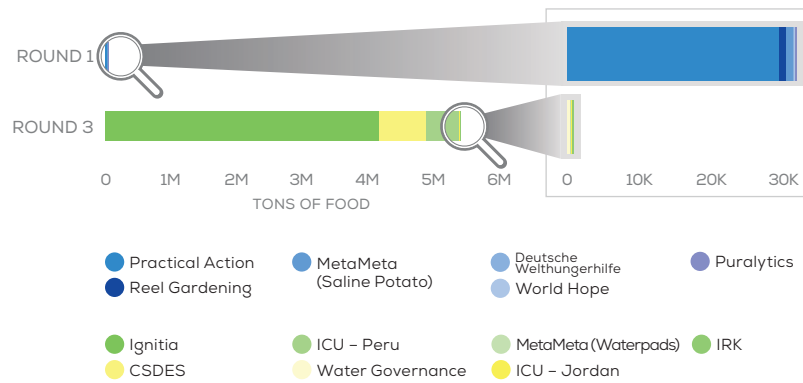 ROUND 1
ROUND 3
0 1M 2M 3M 4M 5M 6M 0 10K 20K 30K
TONS OF FOOD
Practical Action
Reel Gardening
MetaMeta
(Saline Potato)
Deutsche
Welthungerhilfe
World Hope
Puralytics
Ignitia
CSDES
ICU – Peru
Water Governance
MetaMeta (Waterpads)
ICU – Jordan
IRK